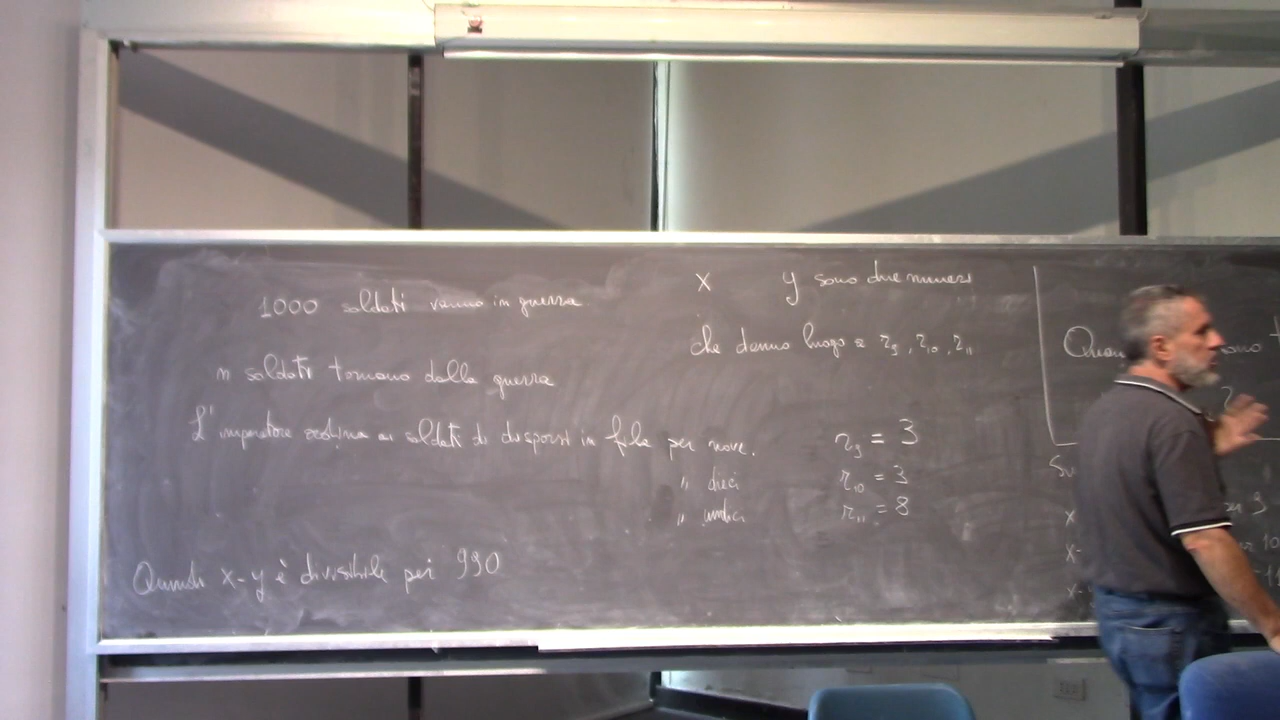 1000 soldati vanno in guerra
n soldati tornano dalla guerra
L'imperatore ordina ai soldati di disporsi in fila per nove.
" dieci
" undici
r₉ = 3
r₁₀ = 3
r₁₁ = 8
Quindi x-y è divisibile per 990
x y sono due numeri
che danno luogo a r₉, r₁₀, r₁₁
x-
x-